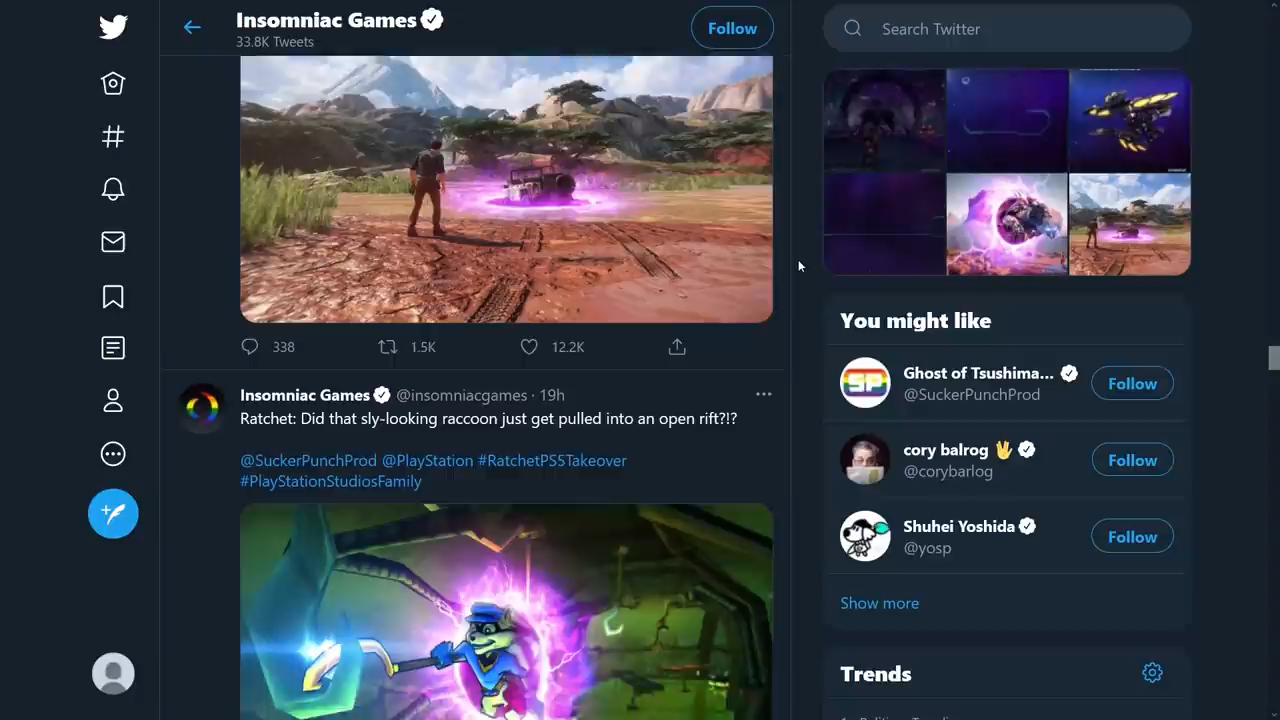 Insomniac Games
33.8K Tweets
Follow
Search Twitter
338
1.5K
12.2K
Insomniac Games @insomniacgames · 19h
Ratchet: Did that sly-looking raccoon just get pulled into an open rift?!?
@SuckerPunchProd @PlayStation #RatchetPS5Takeover
#PlayStationStudiosFamily
You might like
SP
Ghost of Tsushima...
@SuckerPunchProd
Follow
cory balrog 🖖
@corybarlog
Follow
Shuhei Yoshida
@yosp
Follow
Show more
Trends